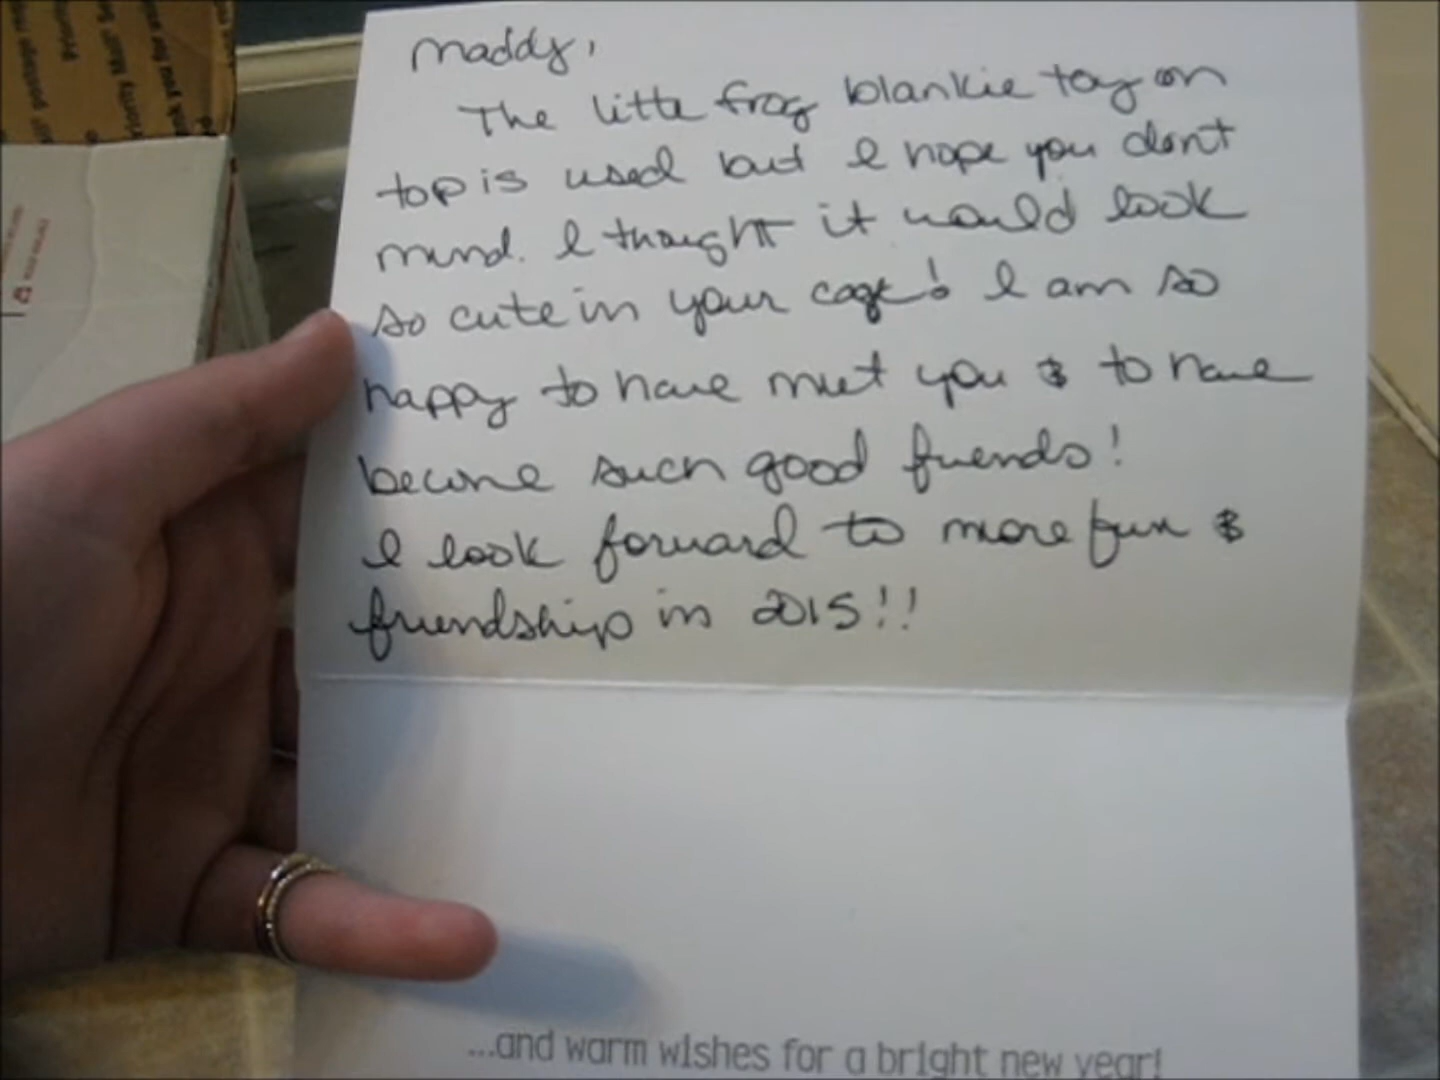 Maddy,
The little frog blankie toy on
top is used but I hope you don't
mind. I thought it would look
so cute in your cage! I am so
happy to have met you & to have
become such good friends!
I look forward to more fun &
friendship in 2015!!
...and warm wishes for a bright new year!